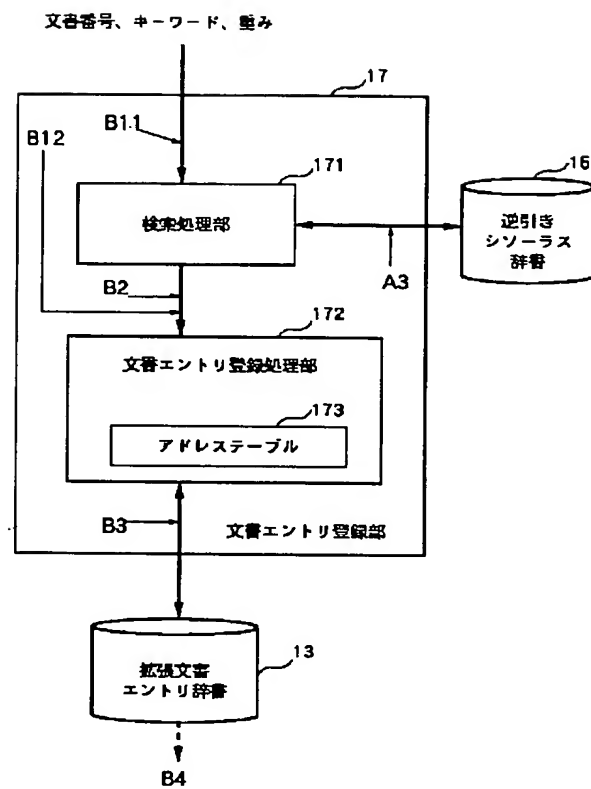 文書番号、キーワード、重み
17
B11
B12
171
16
検索処理部
逆引き
シソーラス
辞書
A3
B2
172
文書エントリ登録処理部
173
アドレステーブル
B3
文書エントリ登録部
13
拡張文書
エントリ辞書
B4